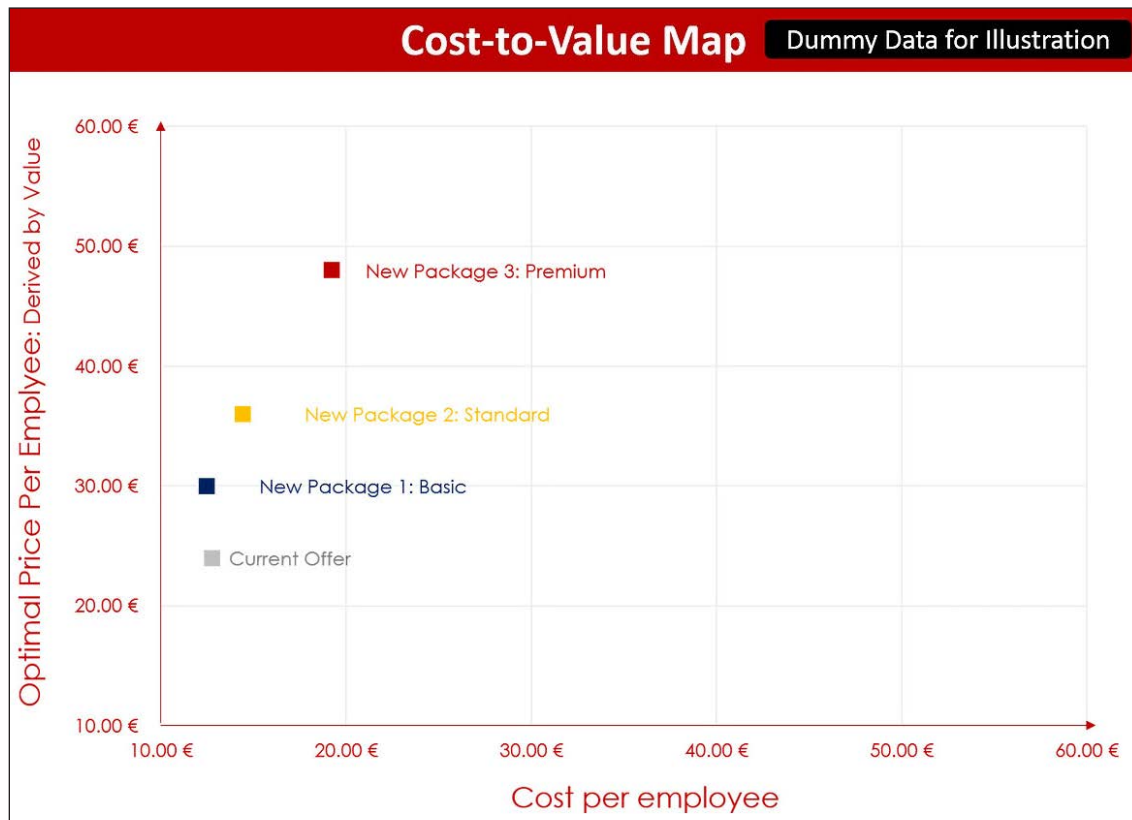 Cost-to-Value Map
Dummy Data for Illustration
Optimal Price Per Emplyee: Derived by Value
60.00 €
50.00 €
40.00 €
30.00 €
20.00 €
10.00 €
New Package 3: Premium
New Package 2: Standard
New Package 1: Basic
Current Offer
10.00 €
20.00 €
30.00 €
40.00 €
50.00 €
60.00 €
Cost per employee